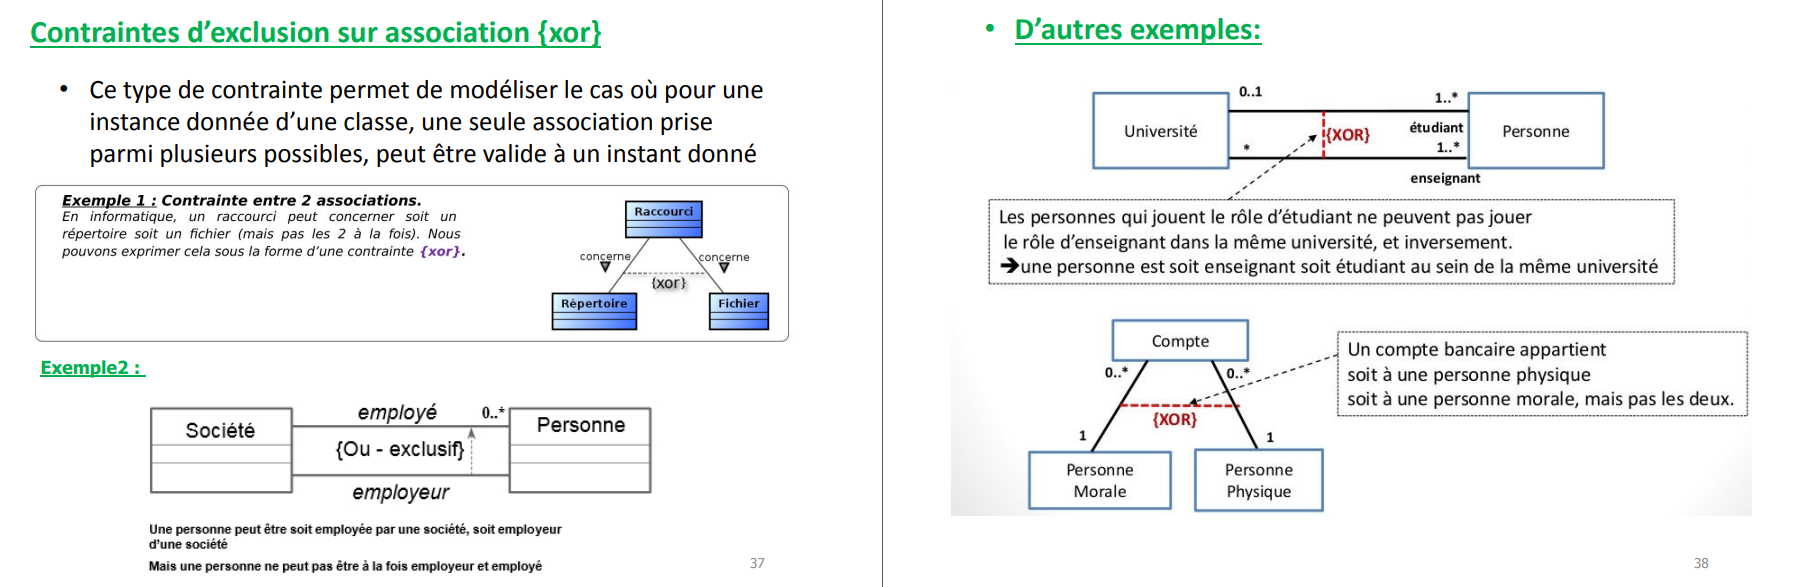 Contraintes d'exclusion sur association {xor}
• Ce type de contrainte permet de modéliser le cas où pour une
instance donnée d'une classe, une seule association prise
parmi plusieurs possibles, peut être valide à un instant donné
Exemple 1 : Contrainte entre 2 associations.
En informatique, un raccourci peut concerner soit un
répertoire soit un fichier (mais pas les 2 à la fois). Nous
pouvons exprimer cela sous la forme d'une contrainte {xor}.
Raccourci
concerne
concerne
{xor}
Répertoire
Fichier
Exemple2 :
Société
employé
0..*
Personne
{Ou - exclusif}
employeur
Une personne peut être soit employée par une société, soit employeur
d'une société
Mais une personne ne peut pas être à la fois employeur et employé
37
• D'autres exemples:
0..1
1..*
Université
{XOR}
étudiant
Personne
*
1..*
enseignant
Les personnes qui jouent le rôle d'étudiant ne peuvent pas jouer
le rôle d'enseignant dans la même université, et inversement.
➔une personne est soit enseignant soit étudiant au sein de la même université
Compte
0..*
0..*
{XOR}
1
1
Personne
Morale
Personne
Physique
Un compte bancaire appartient
soit à une personne physique
soit à une personne morale, mais pas les deux.
38